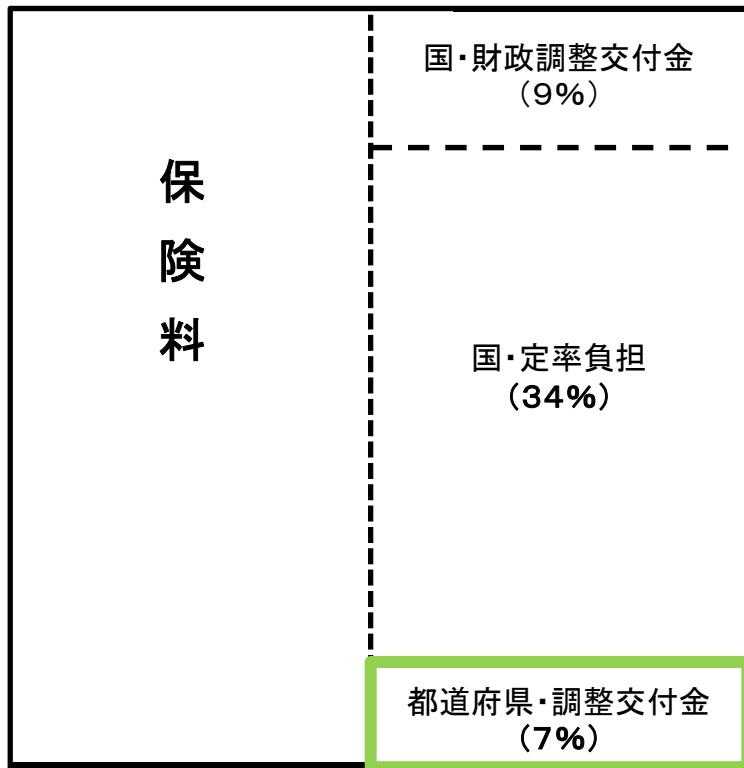 保険料
国・財政調整交付金
（9％）
国・定率負担
（34％）
都道府県・調整交付金
（7％）